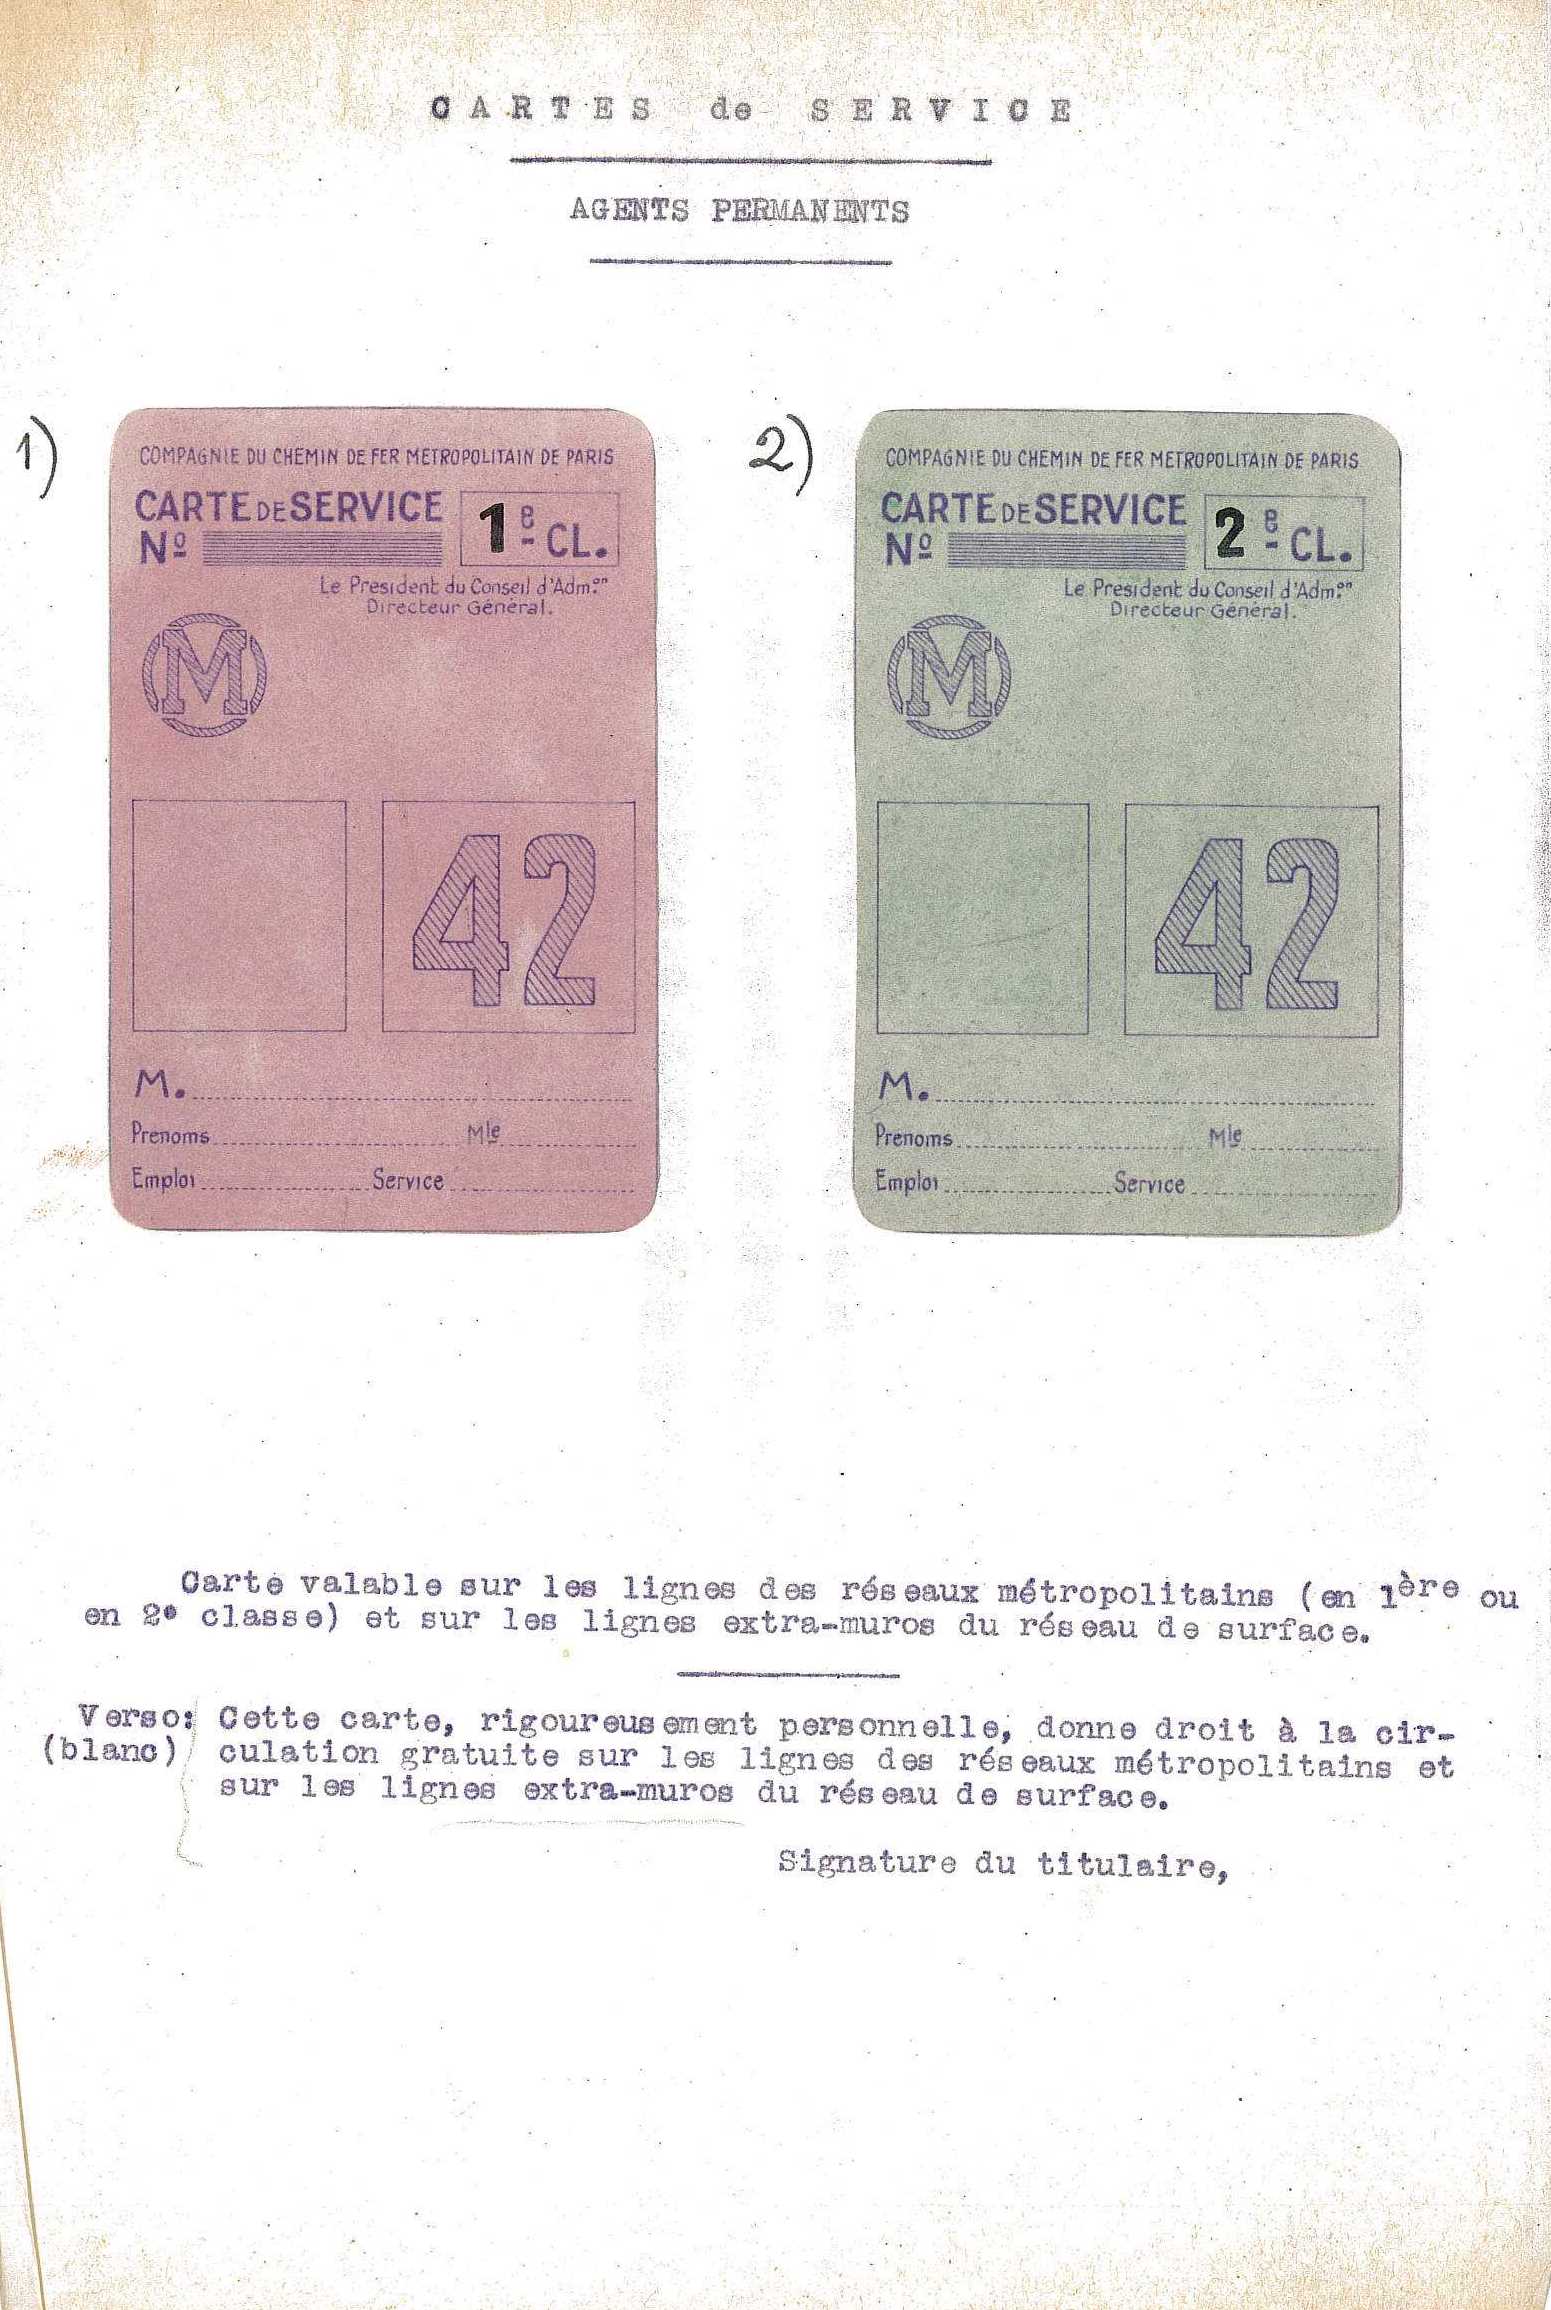 CARTES de SERVICE
AGENTS PERMANENTS
1)
COMPAGNIE DU CHEMIN DE FER METROPOLITAIN DE PARIS
CARTE DE SERVICE
Nº
1e CL.
Le President du Conseil d'Adm.on
Directeur Général.
M
42
M.
Prenoms Mle
Emploi Service
2)
COMPAGNIE DU CHEMIN DE FER METROPOLITAIN DE PARIS
CARTE DE SERVICE
Nº
2e CL.
Le President du Conseil d'Adm.on
Directeur Général.
M
42
M.
Prenoms Mle
Emploi Service
Carte valable sur les lignes des réseaux métropolitains (en 1ère ou
en 2e classe) et sur les lignes extra-muros du réseau de surface.
Verso: Cette carte, rigoureusement personnelle, donne droit à la cir-
(blanc) culation gratuite sur les lignes des réseaux métropolitains et
sur les lignes extra-muros du réseau de surface.
Signature du titulaire,